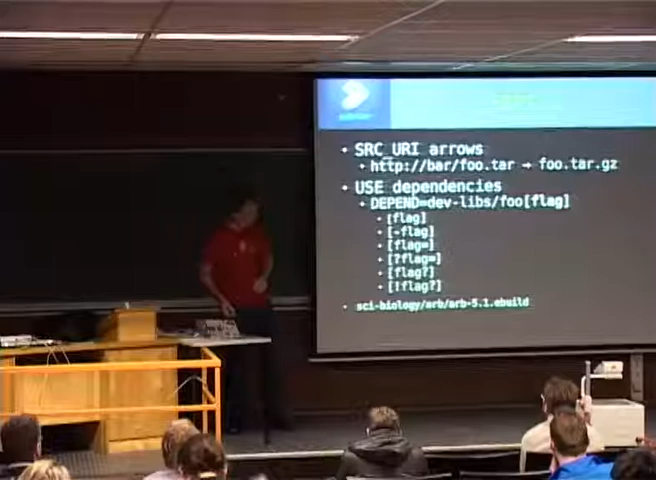 • SRC_URI arrows
• http://bar/foo.tar → foo.tar.gz
• USE dependencies
• DEPEND=dev-libs/foo[flag]
• [flag]
• [-flag]
• [flag=]
• [?flag=]
• [flag?]
• [!flag?]
• sci-biology/arb/arb-5.1.ebuild